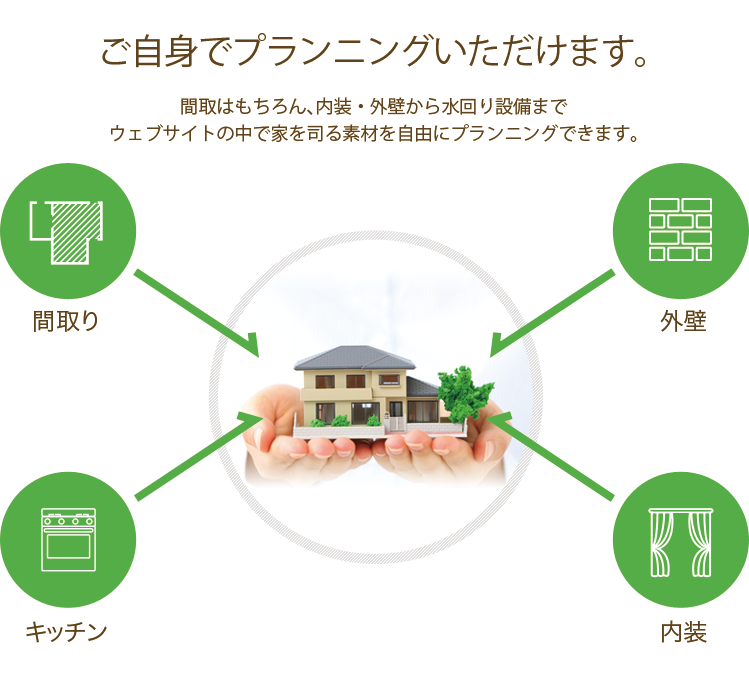 ご自身でプランニングいただけます。
間取はもちろん、内装・外壁から水回り設備まで
ウェブサイトの中で家を司る素材を自由にプランニングできます。
間取り
外壁
キッチン
内装